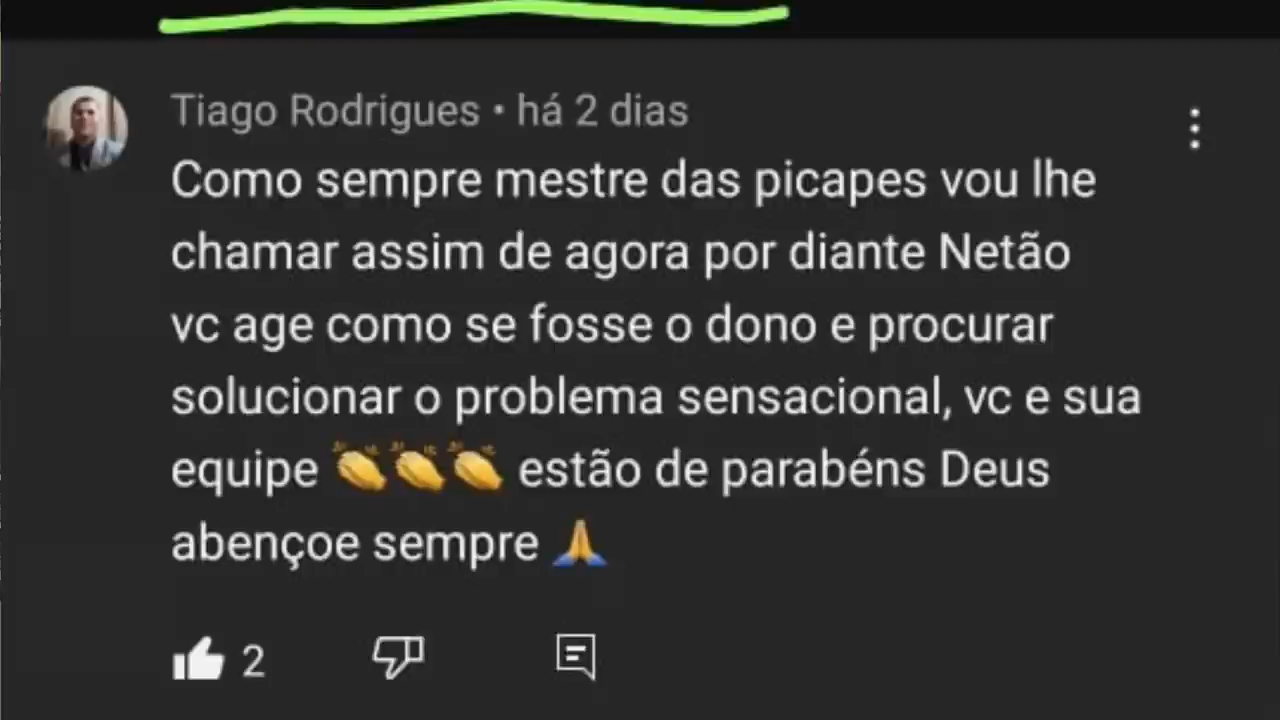 Tiago Rodrigues • há 2 dias
Como sempre mestre das picapes vou lhe
chamar assim de agora por diante Netão
vc age como se fosse o dono e procurar
solucionar o problema sensacional, vc e sua
equipe 👏👏👏 estão de parabéns Deus
abençoe sempre 🙏
2